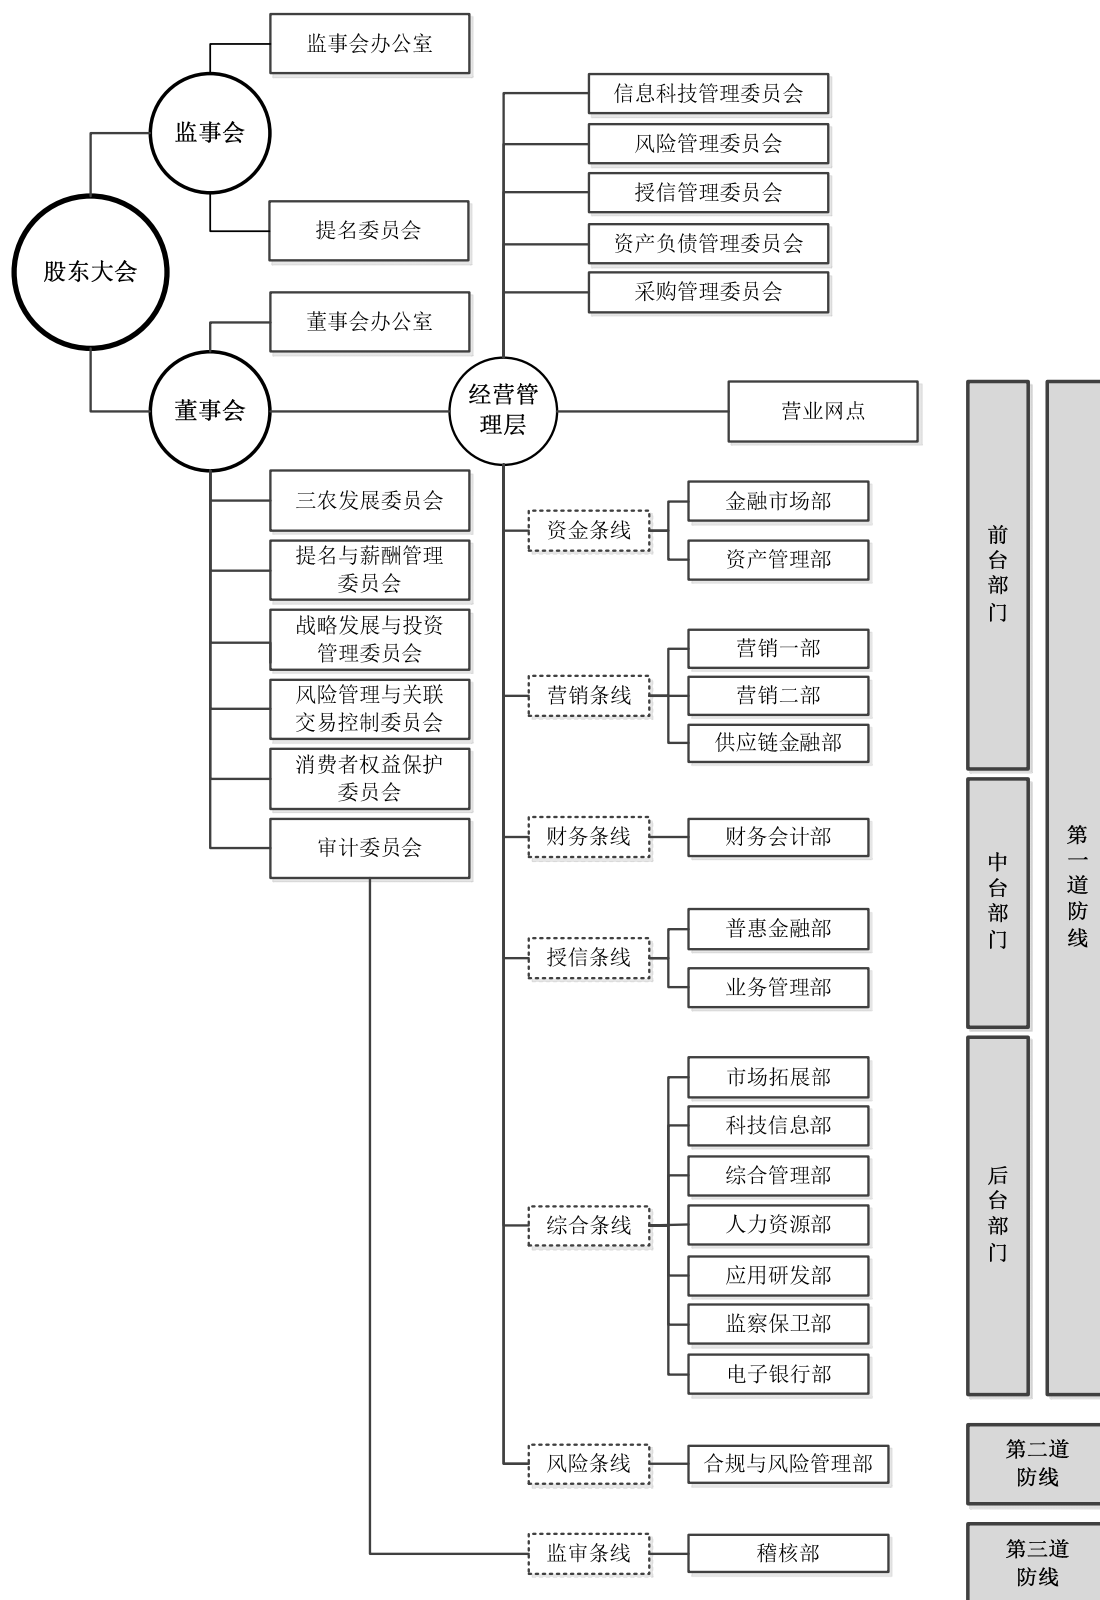 监事会办公室
监事会
提名委员会
股东大会
董事会办公室
董事会
三农发展委员会
提名与薪酬管理
委员会
战略发展与投资
管理委员会
风险管理与关联
交易控制委员会
消费者权益保护
委员会
审计委员会
信息科技管理委员会
风险管理委员会
授信管理委员会
资产负债管理委员会
采购管理委员会
经营管
理层
营业网点
资金条线
金融市场部
资产管理部
营销条线
营销一部
营销二部
供应链金融部
财务条线
财务会计部
授信条线
普惠金融部
业务管理部
综合条线
市场拓展部
科技信息部
综合管理部
人力资源部
应用研发部
监察保卫部
电子银行部
风险条线
合规与风险管理部
监审条线
稽核部
前台部门
中台部门
后台部门
第一道防线
第二道
防线
第三道
防线